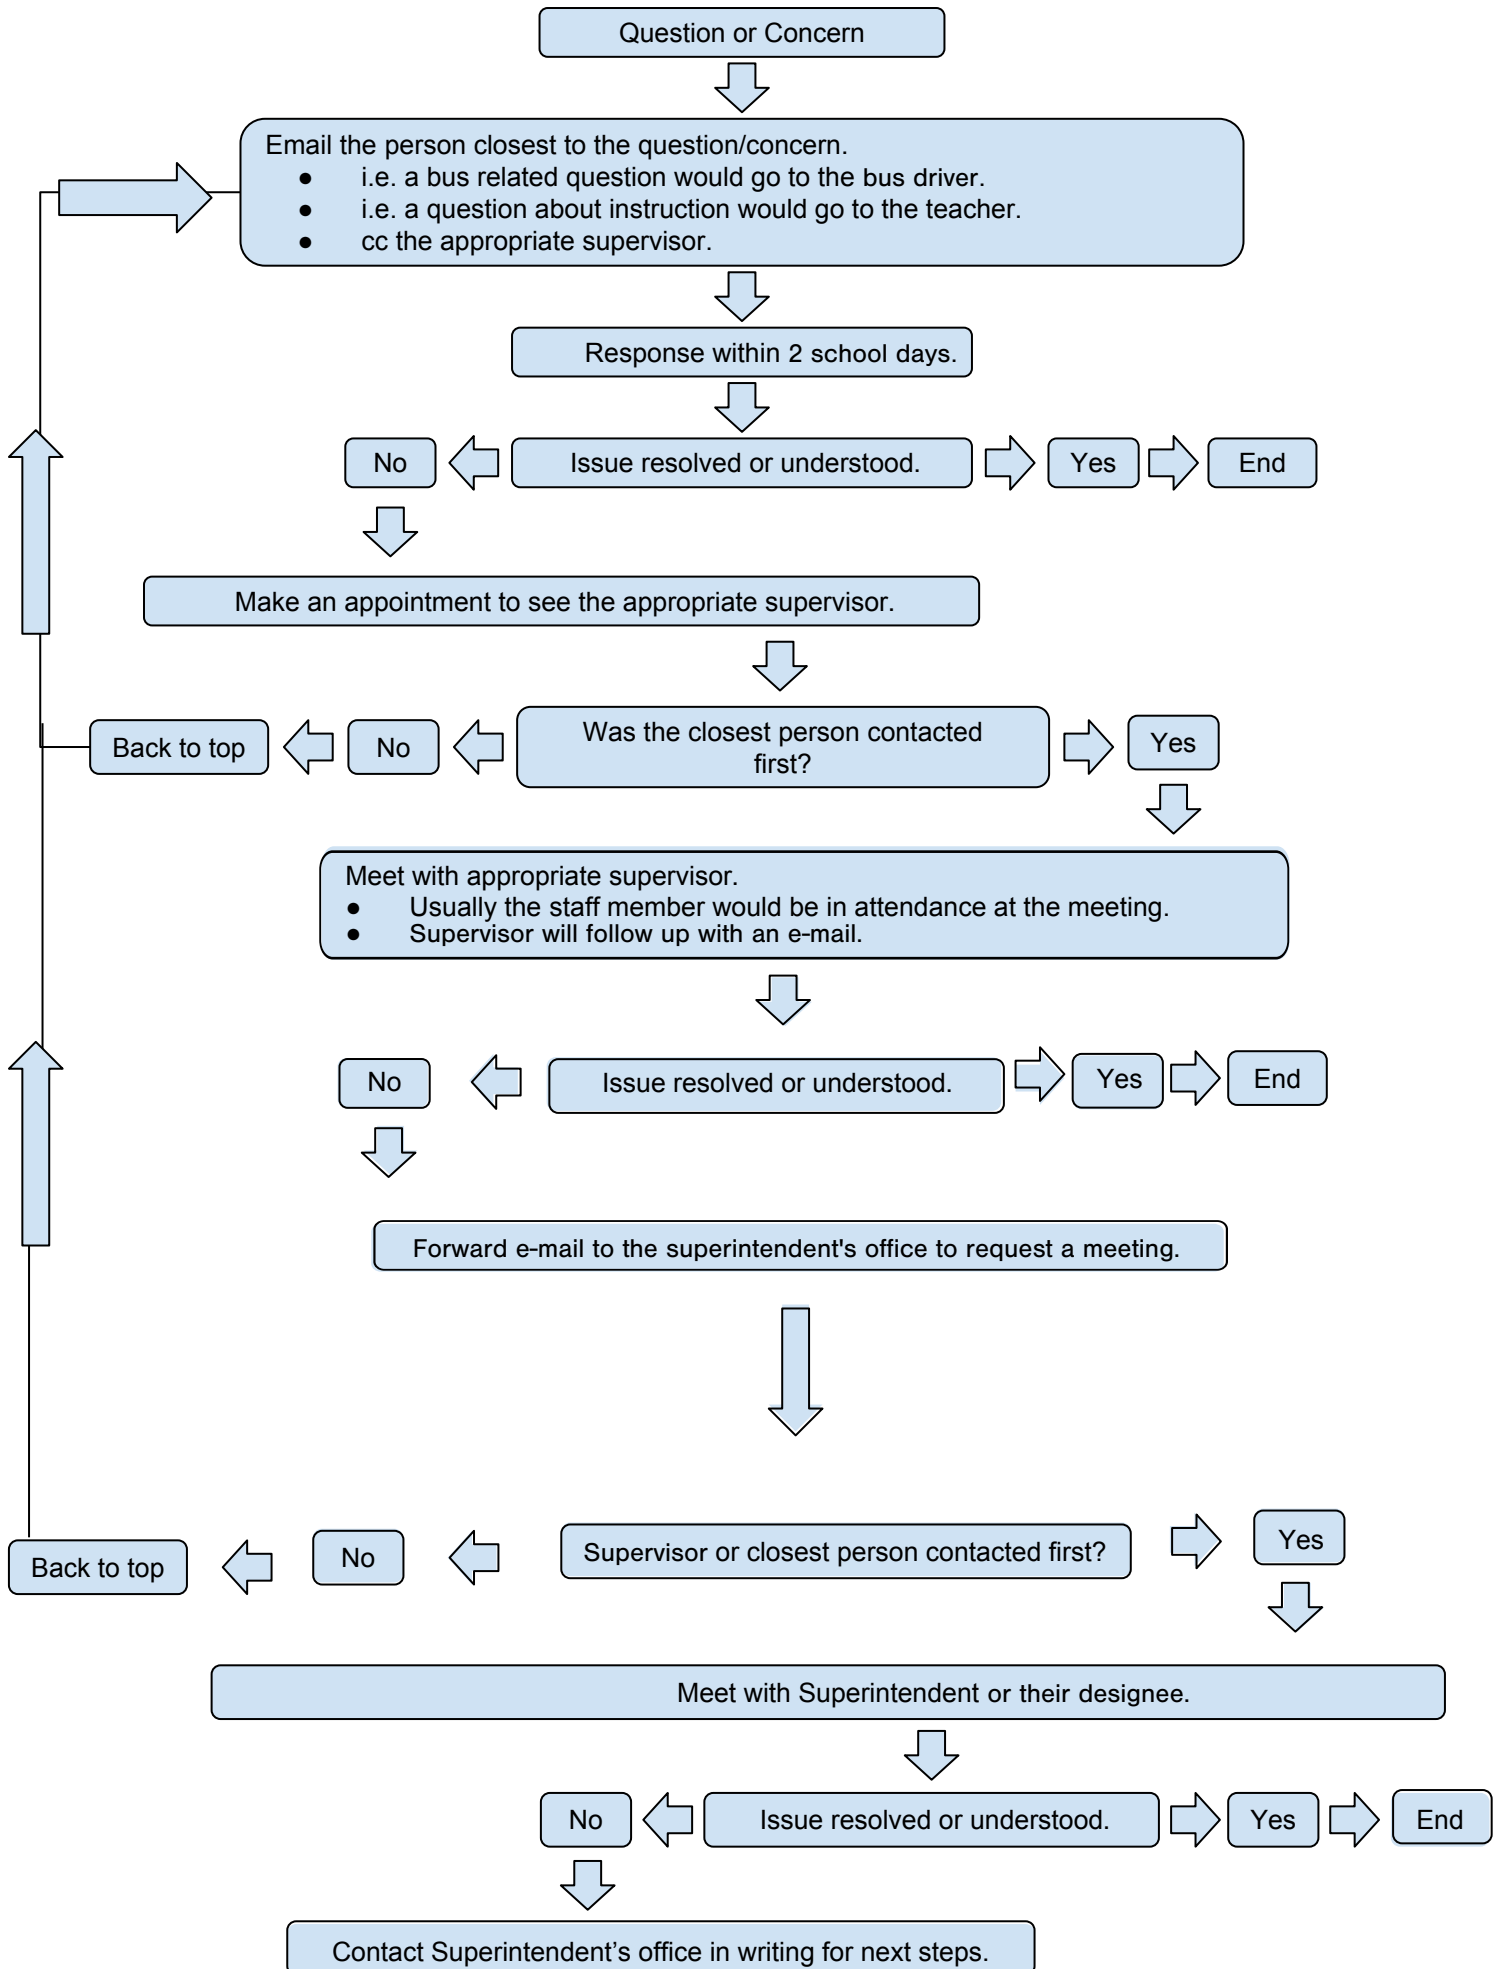 Question or Concern
Email the person closest to the question/concern.
● i.e. a bus related question would go to the bus driver.
● i.e. a question about instruction would go to the teacher.
● cc the appropriate supervisor.
Response within 2 school days.
No
Issue resolved or understood.
Yes
End
Make an appointment to see the appropriate supervisor.
Back to top
No
Was the closest person contacted
first?
Yes
Meet with appropriate supervisor.
● Usually the staff member would be in attendance at the meeting.
● Supervisor will follow up with an e-mail.
No
Issue resolved or understood.
Yes
End
Forward e-mail to the superintendent's office to request a meeting.
Back to top
No
Supervisor or closest person contacted first?
Yes
Meet with Superintendent or their designee.
No
Issue resolved or understood.
Yes
End
Contact Superintendent’s office in writing for next steps.